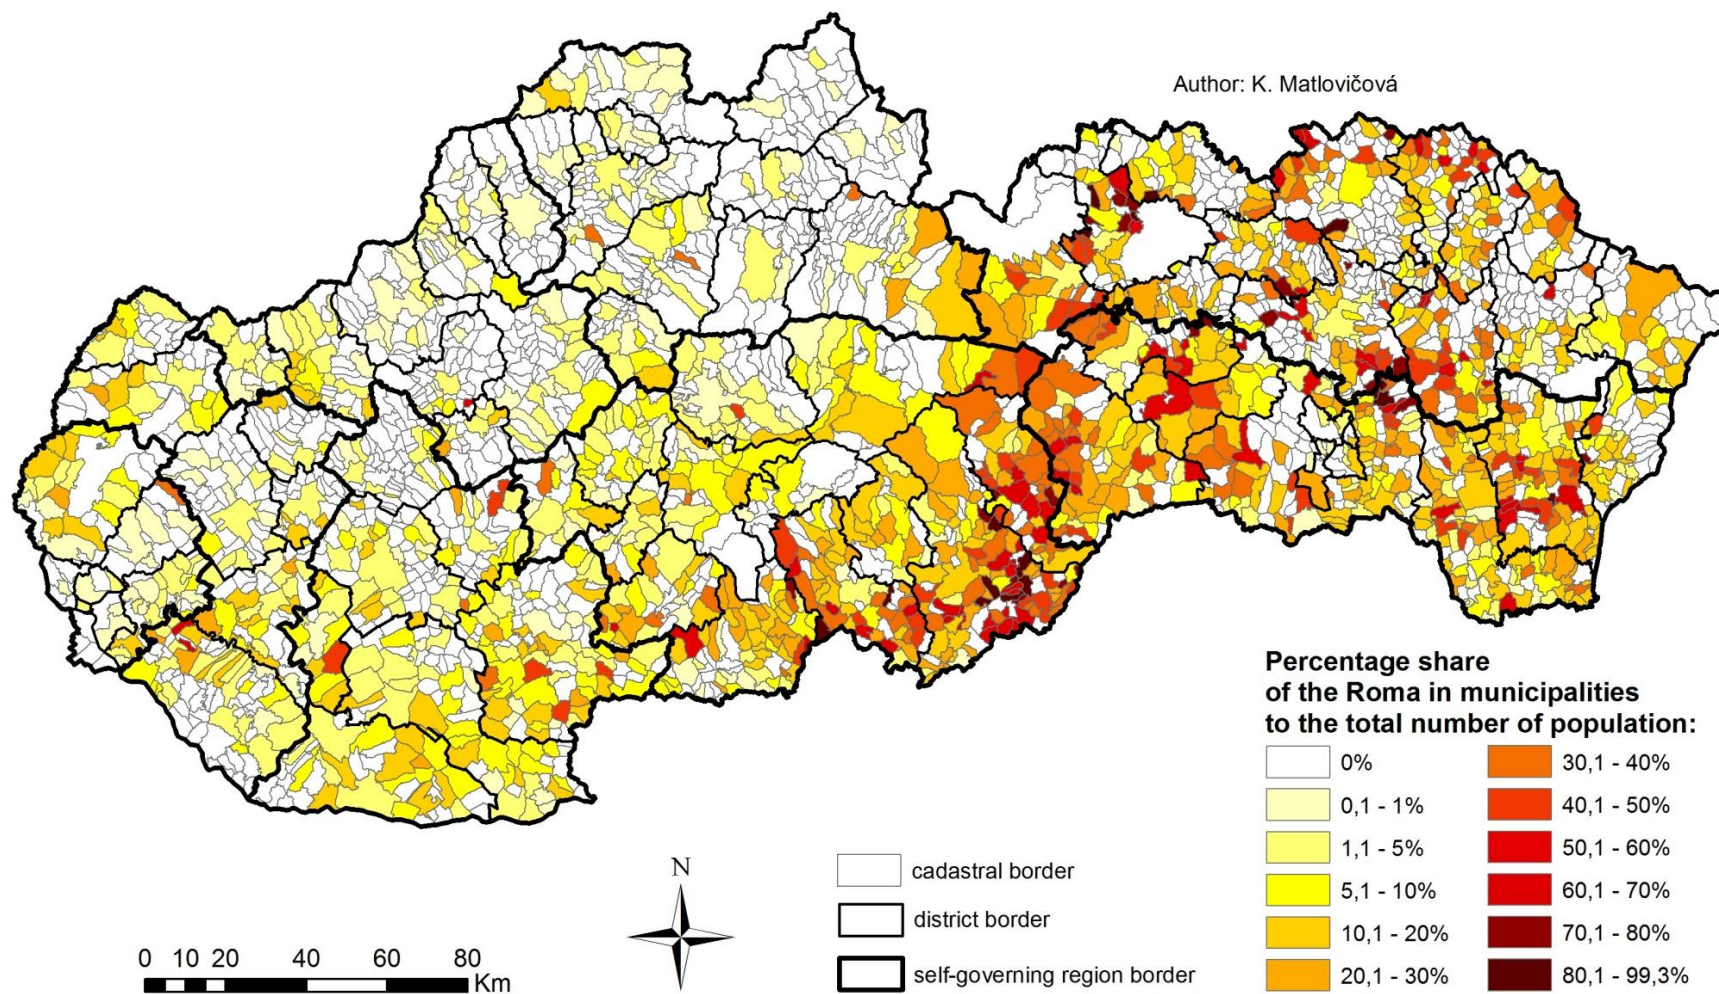 Author: K. Matlovičová
Percentage share
of the Roma in municipalities
to the total number of population:
0%
0,1 - 1%
1,1 - 5%
5,1 - 10%
10,1 - 20%
20,1 - 30%
30,1 - 40%
40,1 - 50%
50,1 - 60%
60,1 - 70%
70,1 - 80%
80,1 - 99,3%
cadastral border
district border
self-governing region border
N
0 10 20 40 60 80
Km